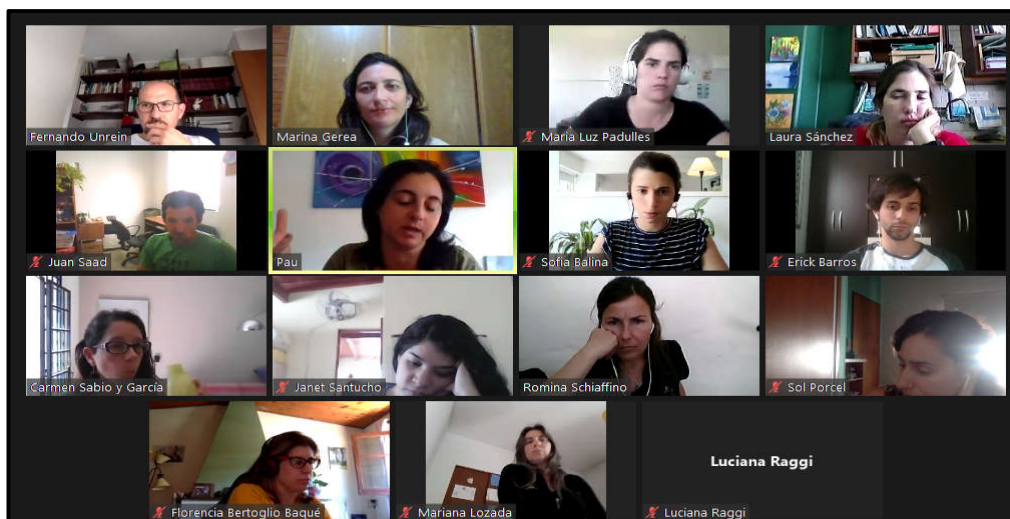 Fernando Unrein
Marina Gerea
María Luz Padulles
Laura Sánchez
Juan Saad
Pau
Sofia Balina
Erick Barros
Carmen Sabio y García
Janet Santucho
Romina Schiaffino
Sol Porcel
Florencia Bertoglio Baqué
Mariana Lozada
Luciana Raggi
Luciana Raggi